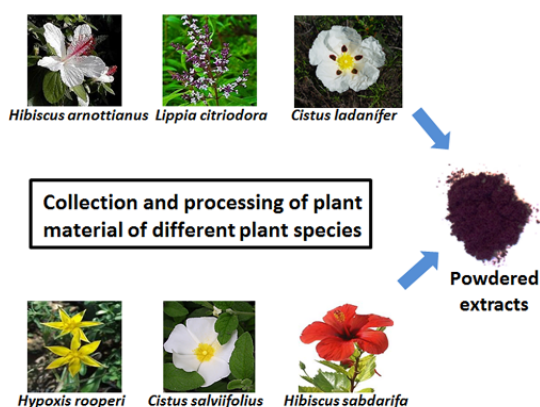 Hibiscus arnottianus Lippia citriodora Cistus ladanífer
Collection and processing of plant
material of different plant species
Powdered
extracts
Hypoxis rooperi Cistus salviifolius Hibiscus sabdarifa